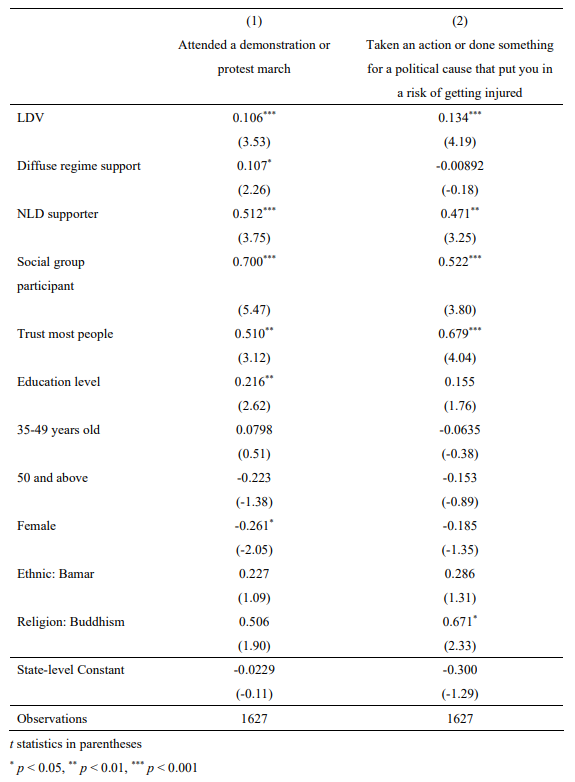 (1) (2)
Attended a demonstration or Taken an action or done something
protest march for a political cause that put you in
a risk of getting injured
LDV 0.106*** 0.134***
(3.53) (4.19)
Diffuse regime support 0.107* -0.00892
(2.26) (-0.18)
NLD supporter 0.512*** 0.471**
(3.75) (3.25)
Social group 0.700*** 0.522***
participant
(5.47) (3.80)
Trust most people 0.510** 0.679***
(3.12) (4.04)
Education level 0.216** 0.155
(2.62) (1.76)
35-49 years old 0.0798 -0.0635
(0.51) (-0.38)
50 and above -0.223 -0.153
(-1.38) (-0.89)
Female -0.261* -0.185
(-2.05) (-1.35)
Ethnic: Bamar 0.227 0.286
(1.09) (1.31)
Religion: Buddhism 0.506 0.671*
(1.90) (2.33)
State-level Constant -0.0229 -0.300
(-0.11) (-1.29)
Observations 1627 1627
t statistics in parentheses
* p < 0.05, ** p < 0.01, *** p < 0.001